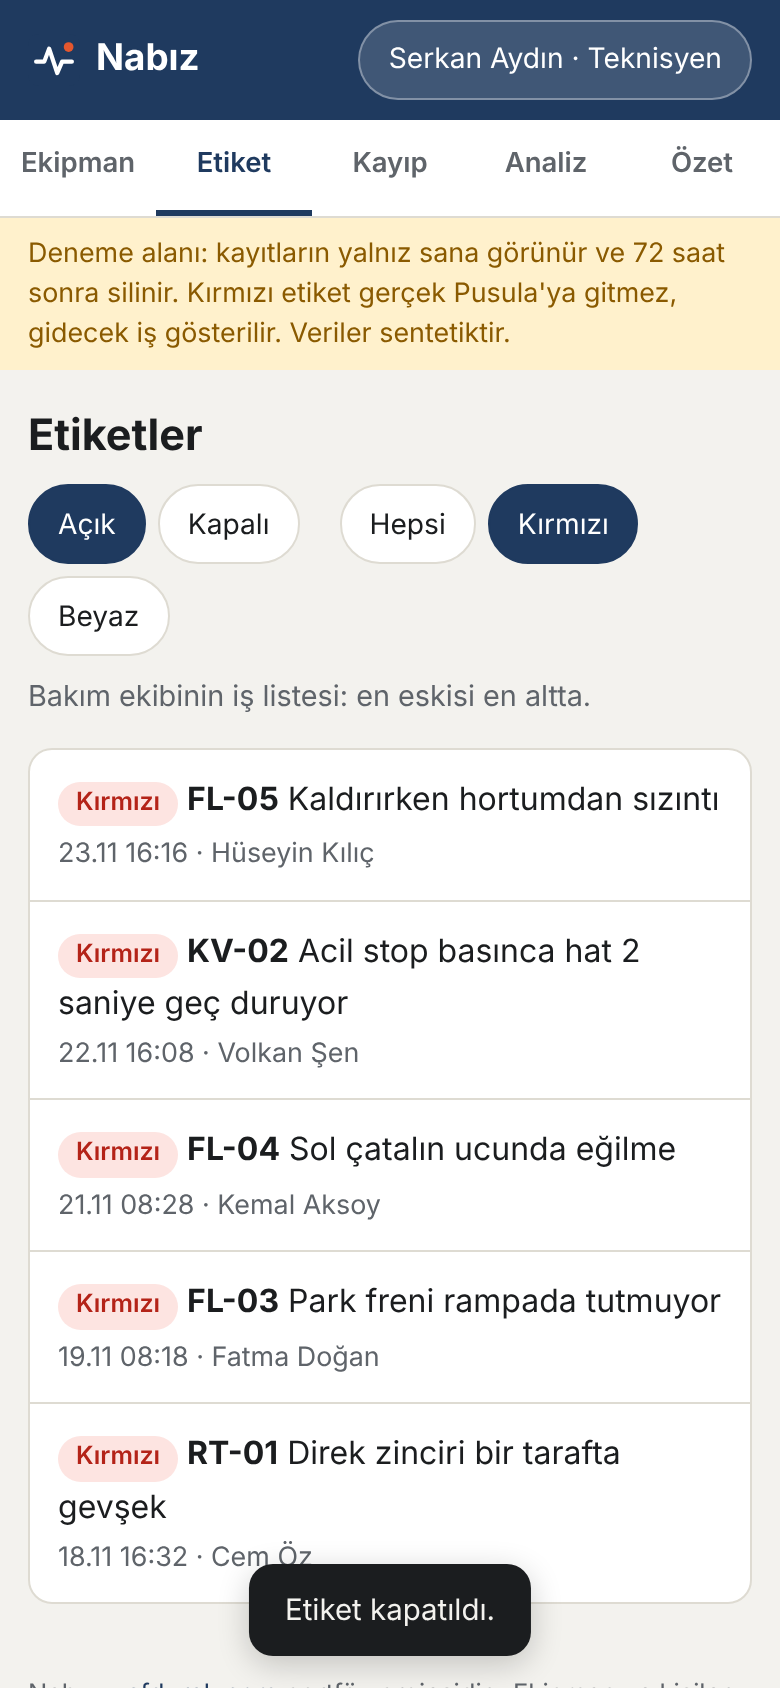 Nabız
Serkan Aydın · Teknisyen
Ekipman
Etiket
Kayıp
Analiz
Özet
Deneme alanı: kayıtların yalnız sana görünür ve 72 saat
sonra silinir. Kırmızı etiket gerçek Pusula'ya gitmez,
gidecek iş gösterilir. Veriler sentetiktir.
Etiketler
Açık
Kapalı
Hepsi
Kırmızı
Beyaz
Bakım ekibinin iş listesi: en eskisi en altta.
Kırmızı FL-05 Kaldırırken hortumdan sızıntı
23.11 16:16 · Hüseyin Kılıç
Kırmızı KV-02 Acil stop basınca hat 2
saniye geç duruyor
22.11 16:08 · Volkan Şen
Kırmızı FL-04 Sol çatalın ucunda eğilme
21.11 08:28 · Kemal Aksoy
Kırmızı FL-03 Park freni rampada tutmuyor
19.11 08:18 · Fatma Doğan
Kırmızı RT-01 Direk zinciri bir tarafta
gevşek
18.11 16:32 · Cem Öz
Etiket kapatıldı.